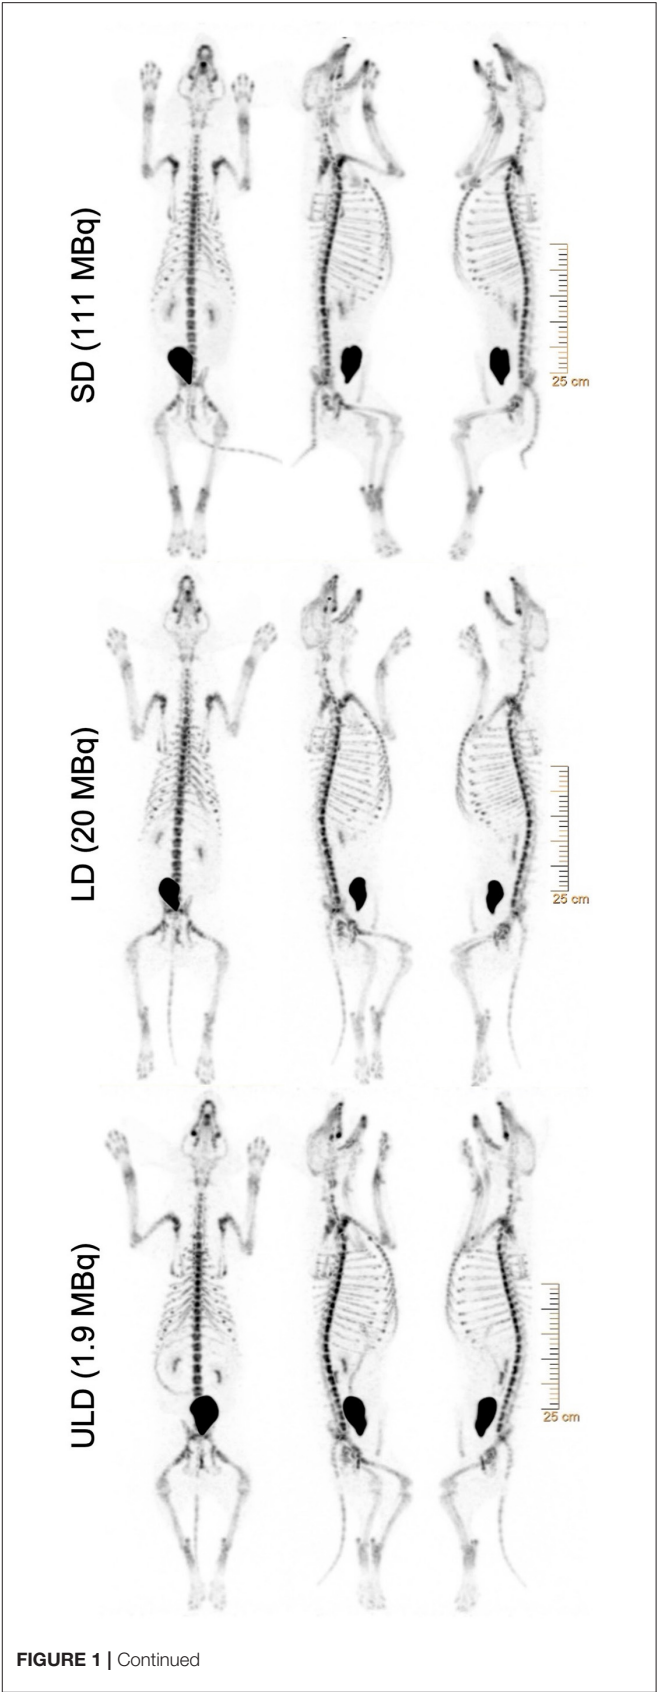 SD (111 MBq)
25 cm
LD (20 MBq)
25 cm
ULD (1.9 MBq)
25 cm
FIGURE 1 | Continued